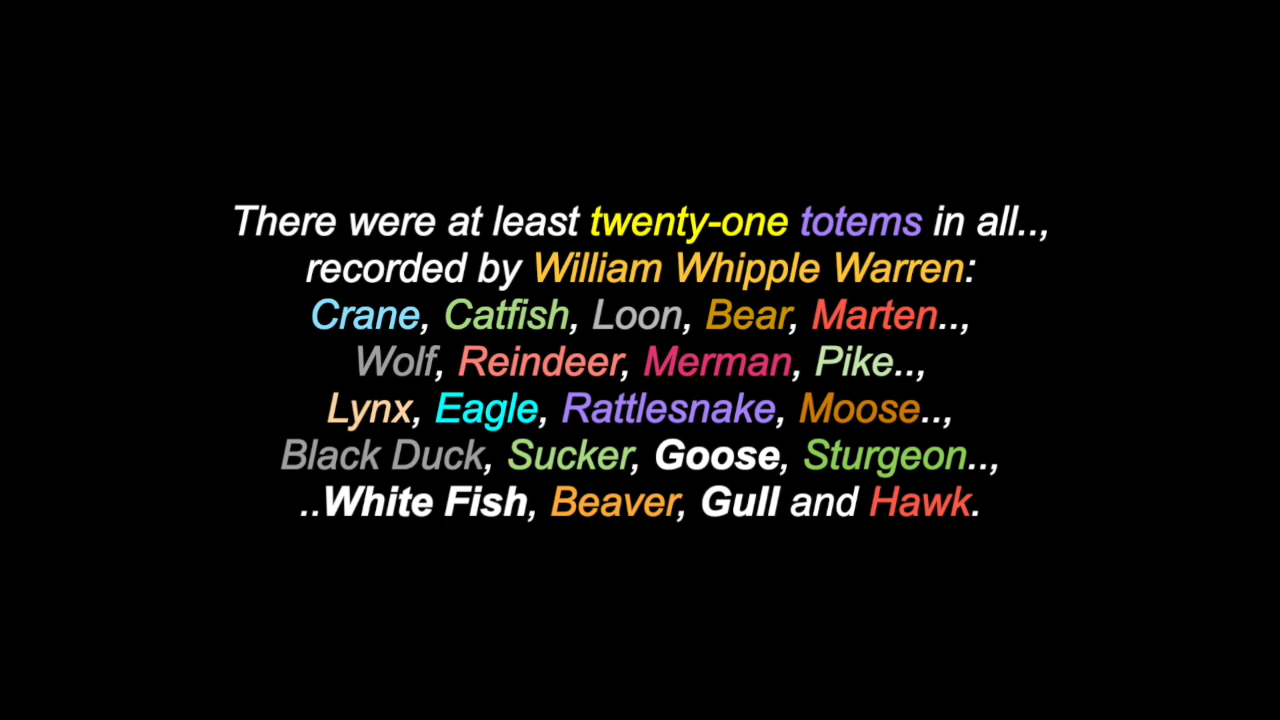 There were at least twenty-one totems in all..,
recorded by William Whipple Warren:
Crane, Catfish, Loon, Bear, Marten..,
Wolf, Reindeer, Merman, Pike..,
Lynx, Eagle, Rattlesnake, Moose..,
Black Duck, Sucker, Goose, Sturgeon..,
..White Fish, Beaver, Gull and Hawk.